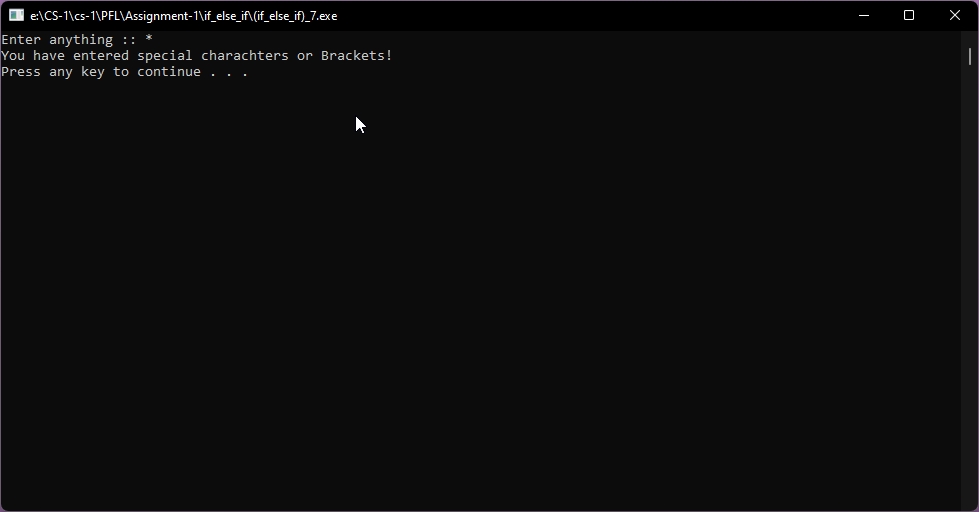 e:\CS-1\cs-1\PFL\Assignment-1\if_else_if\(if_else_if)_7.exe
Enter anything :: *
You have entered special charachters or Brackets!
Press any key to continue . . .